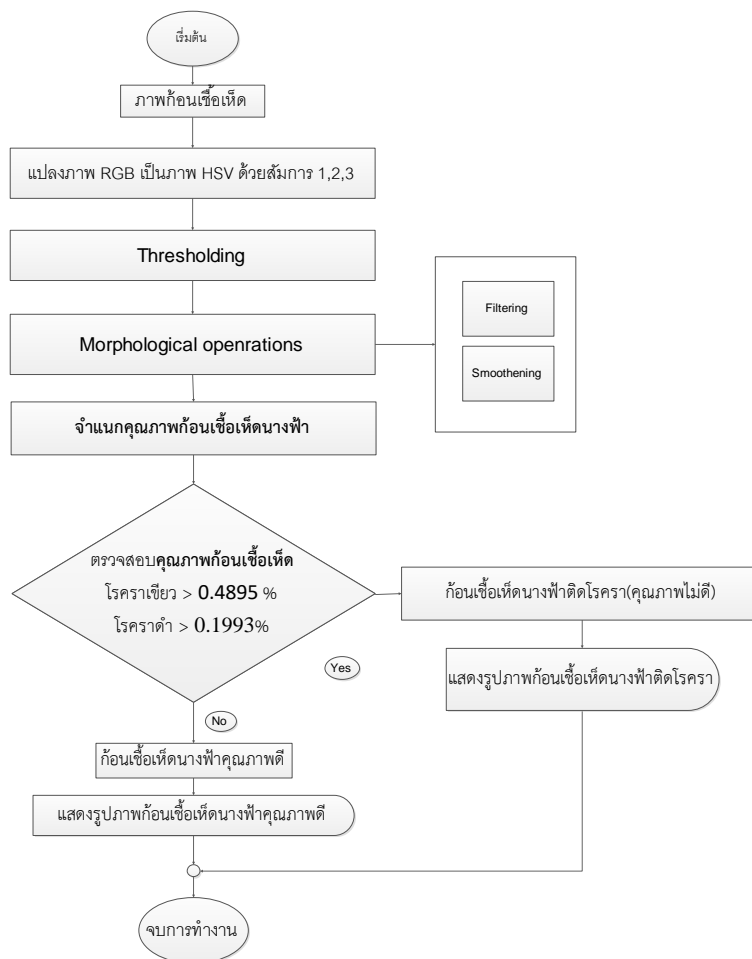 เริ่มต้น
ภาพก้อนเชื้อเห็ด
แปลงภาพ RGB เป็นภาพ HSV ด้วยสมการ 1,2,3
Thresholding
Morphological openrations
Filtering
Smoothening
จำแนกคุณภาพก้อนเชื้อเห็ดนางฟ้า
ตรวจสอบคุณภาพก้อนเชื้อเห็ด
โรคราเขียว > 0.4895 %
โรคราดำ > 0.1993%
Yes
ก้อนเชื้อเห็ดนางฟ้าติดโรครา(คุณภาพไม่ดี)
แสดงรูปภาพก้อนเชื้อเห็ดนางฟ้าติดโรครา
No
ก้อนเชื้อเห็ดนางฟ้าคุณภาพดี
แสดงรูปภาพก้อนเชื้อเห็ดนางฟ้าคุณภาพดี
จบการทำงาน